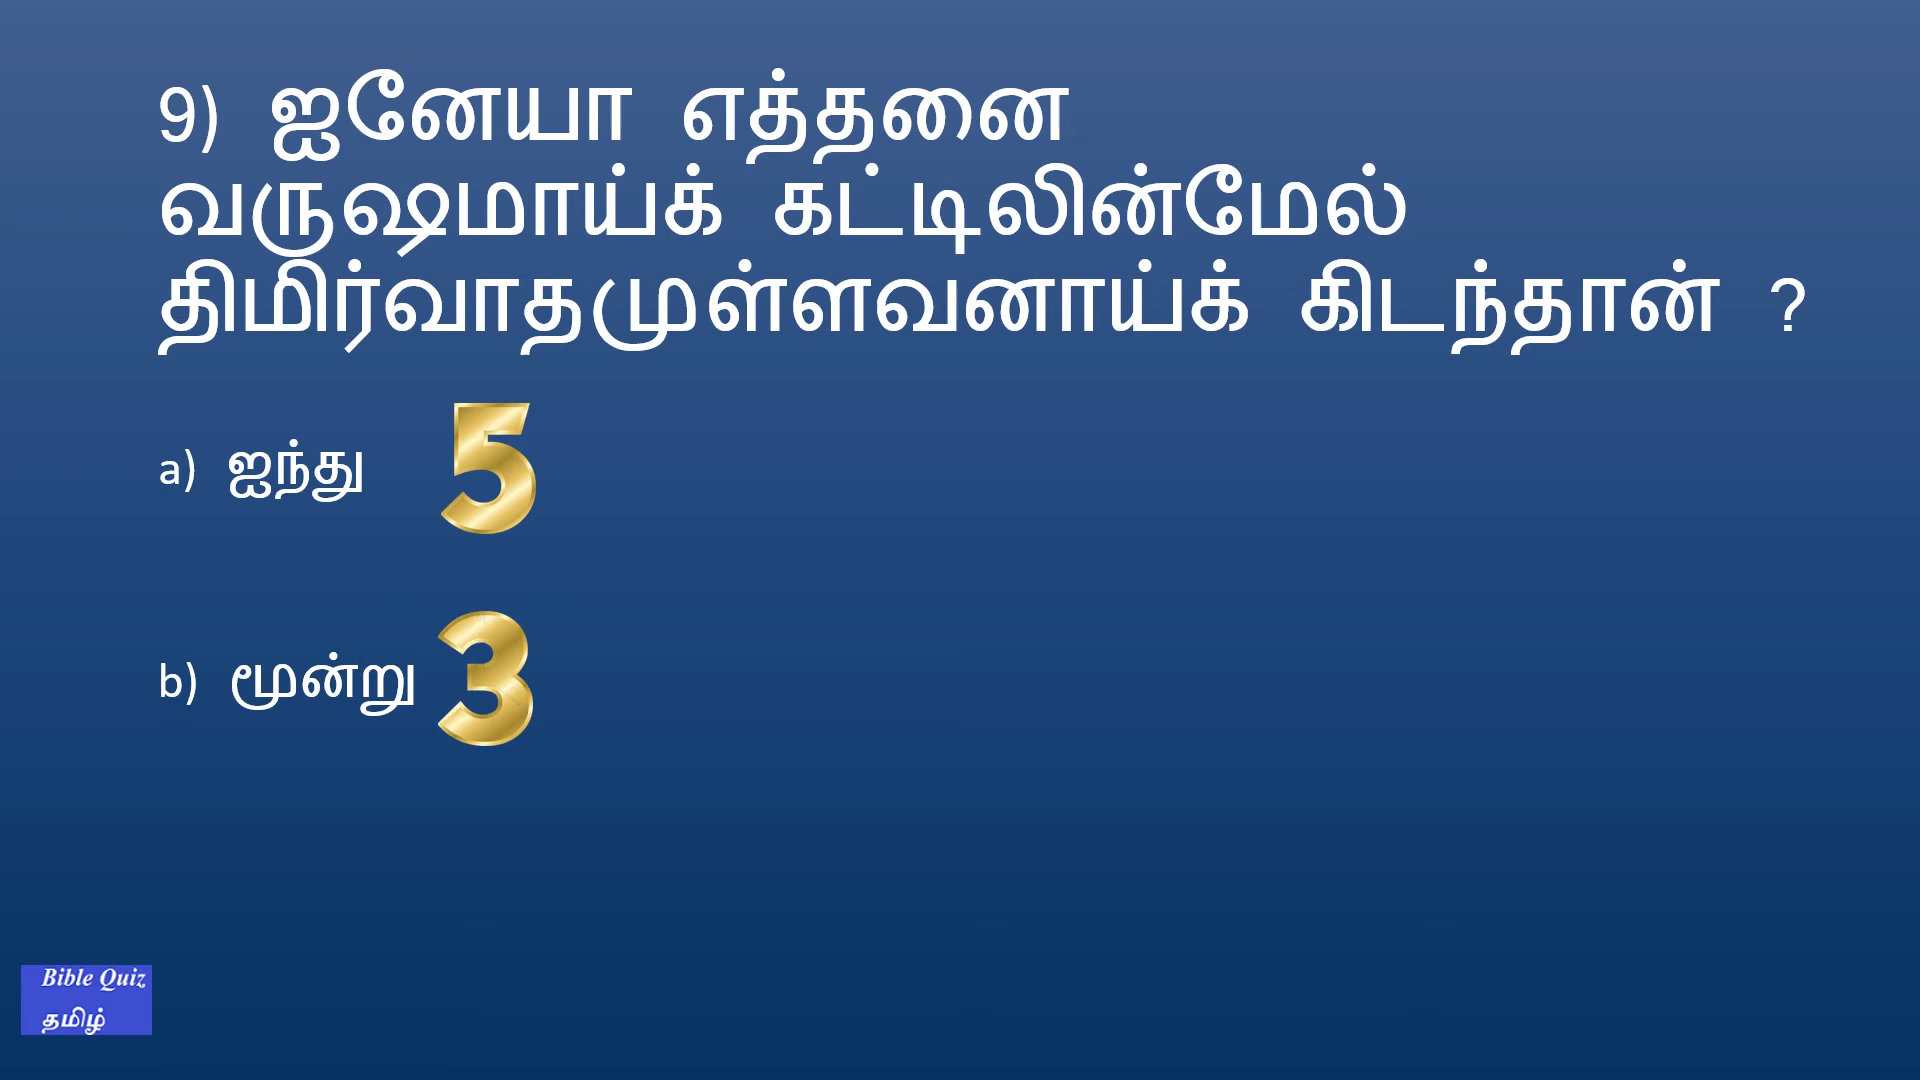 9) ஐனேயா எத்தனை
வருஷமாய்க் கட்டிலின்மேல்
திமிர்வாதமுள்ளவனாய்க் கிடந்தான் ?
a) ஐந்து 5
b) மூன்று 3
Bible Quiz
தமிழ்